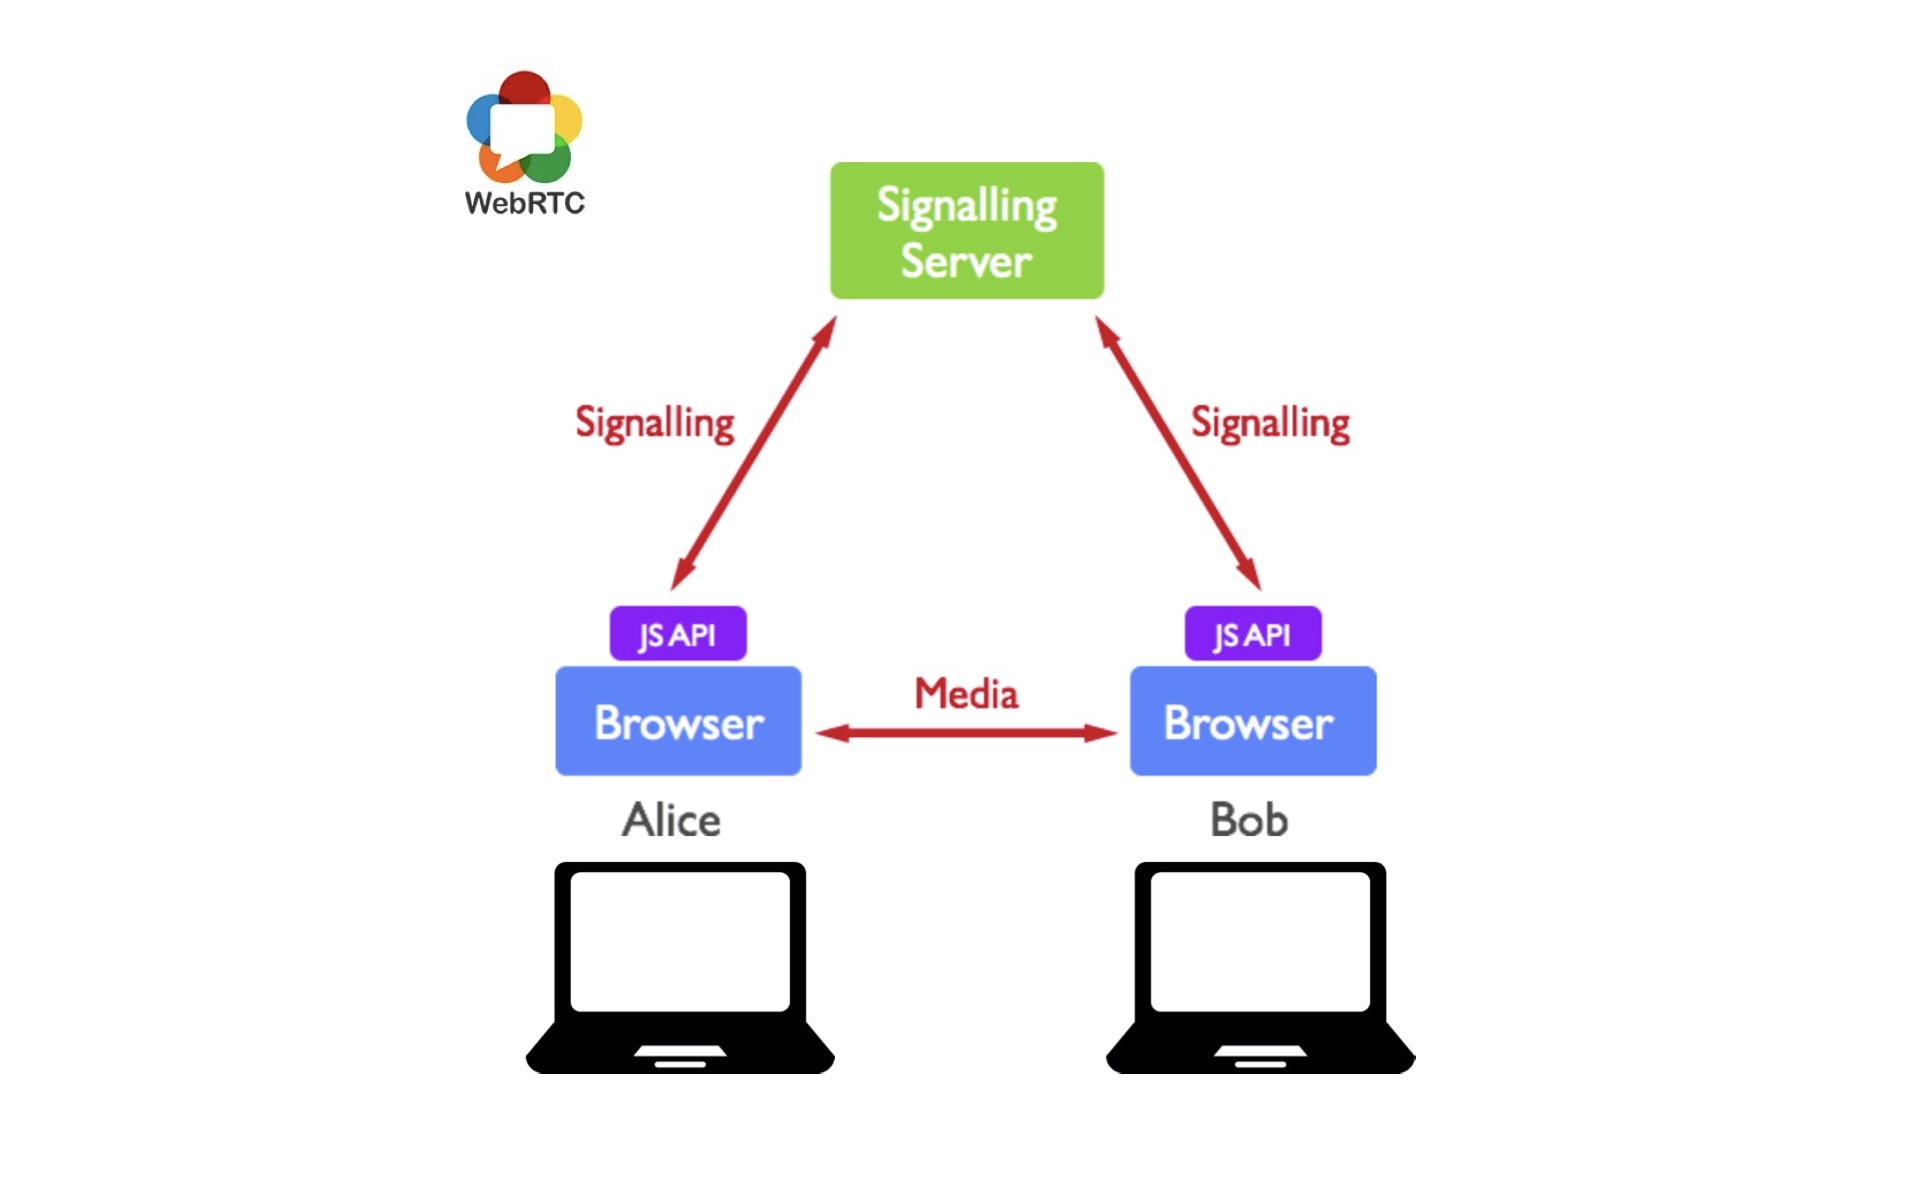 WebRTC
Signalling
Server
Signalling
Signalling
JS API
JS API
Media
Browser
Browser
Alice
Bob